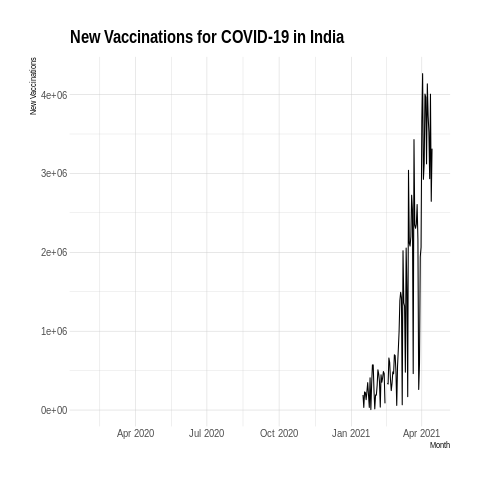 New Vaccinations for COVID-19 in India
New Vaccinations
4e+06
3e+06
2e+06
1e+06
0e+00
Apr 2020 Jul 2020 Oct 2020 Jan 2021 Apr 2021
Month